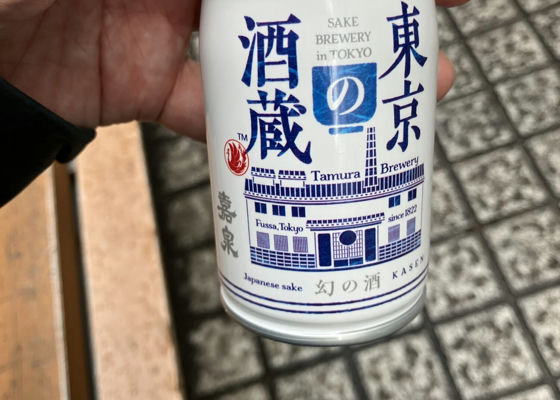 東京
の
酒蔵
SAKE
BREWERY
in TOKYO
TM
Tamura Brewery
Fussa, Tokyo
since 1822
嘉泉
Japanese sake
幻の酒
KASEN